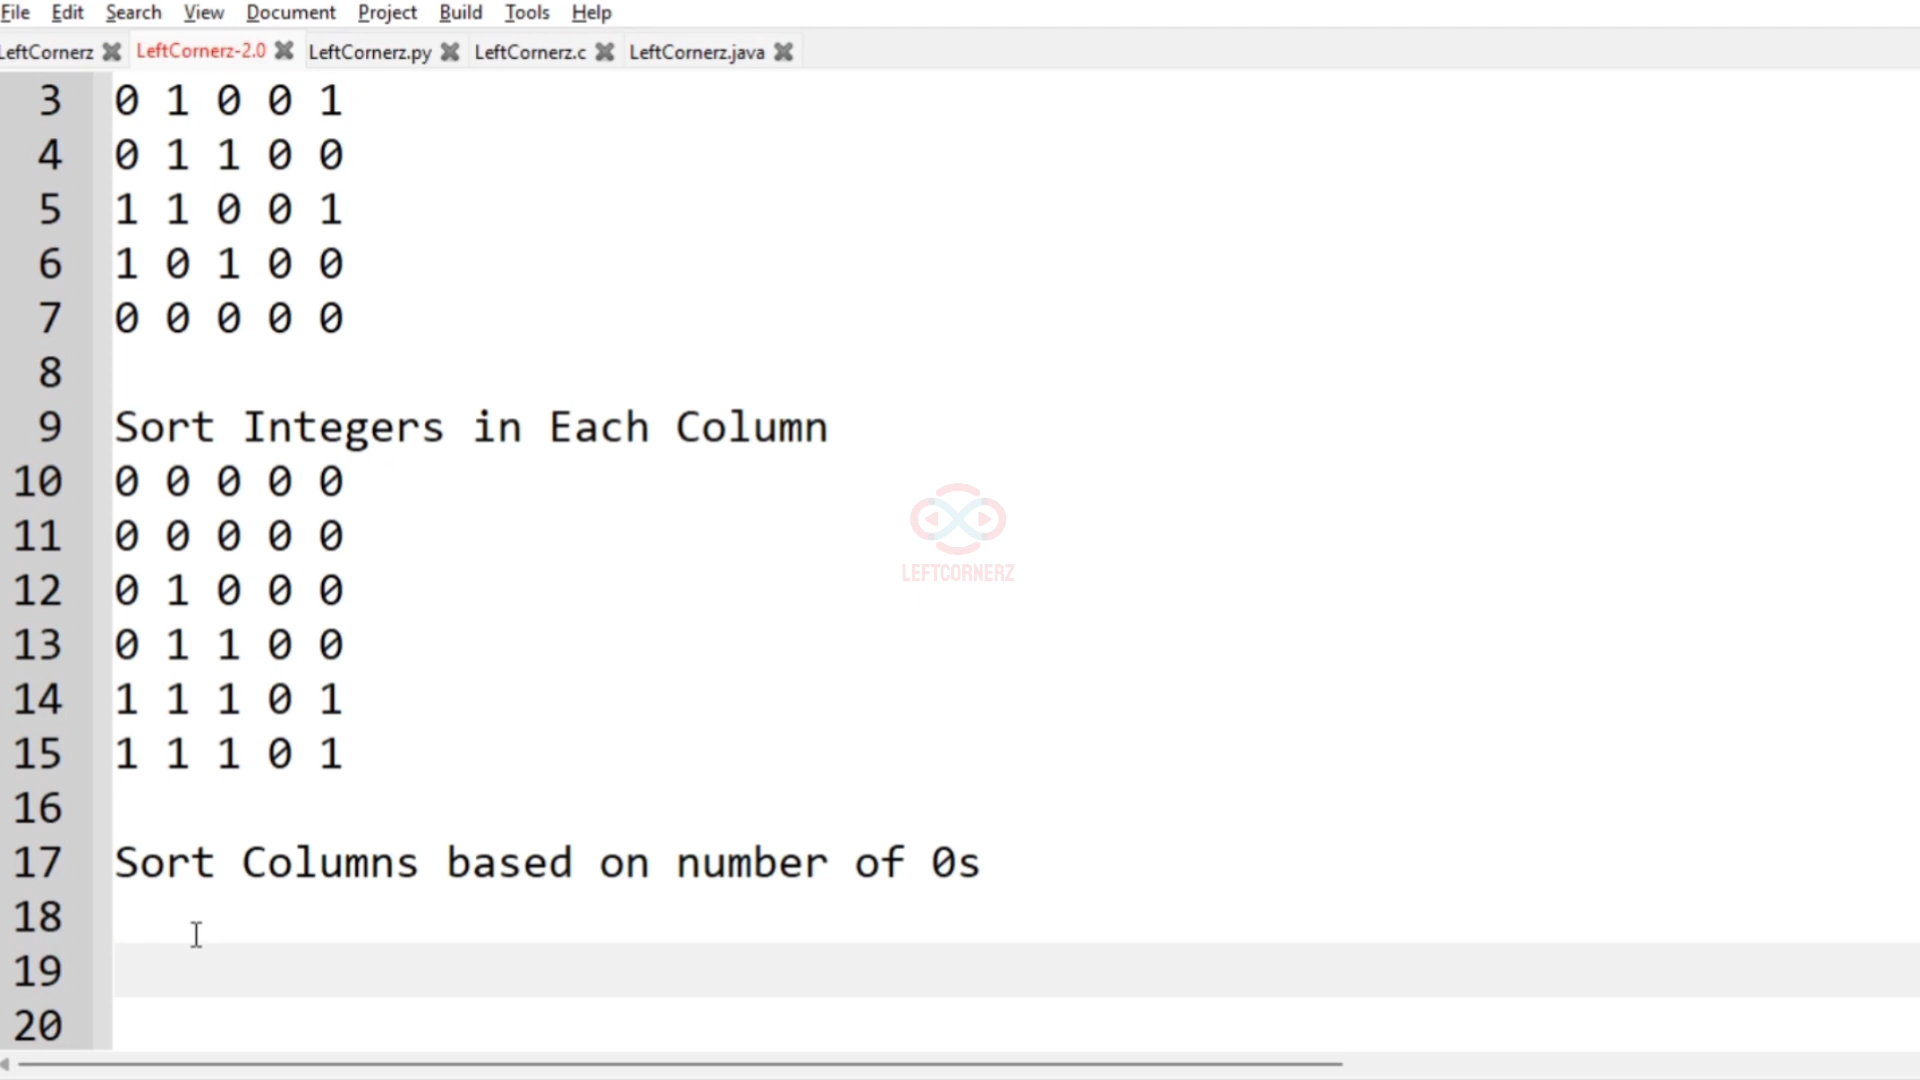 File Edit Search View Document Project Build Tools Help
LeftCornerz LeftCornerz-2.0 LeftCornerz.py LeftCornerz.c LeftCornerz.java
3 0 1 0 0 1
4 0 1 1 0 0
5 1 1 0 0 1
6 1 0 1 0 0
7 0 0 0 0 0
8
9 Sort Integers in Each Column
10 0 0 0 0 0
11 0 0 0 0 0
12 0 1 0 0 0
13 0 1 1 0 0
14 1 1 1 0 1
15 1 1 1 0 1
16
17 Sort Columns based on number of 0s
18
19
20
LEFTCORNERZ